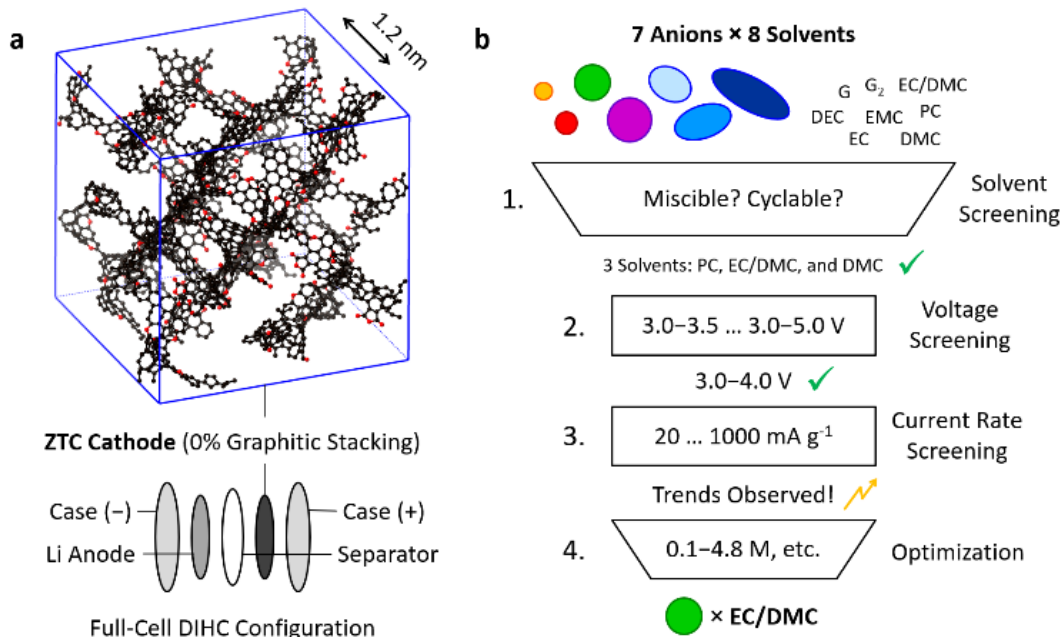 a
1.2 nm
ZTC Cathode (0% Graphitic Stacking)
Case (−)
Case (+)
Li Anode
Separator
Full-Cell DIHC Configuration
b
7 Anions × 8 Solvents
G G₂ EC/DMC
DEC EMC PC
EC DMC
1.
Miscible? Cyclable?
Solvent
Screening
3 Solvents: PC, EC/DMC, and DMC ✓
2.
3.0−3.5 ... 3.0−5.0 V
Voltage
Screening
3.0−4.0 V ✓
3.
20 ... 1000 mA g⁻¹
Current Rate
Screening
Trends Observed!
4.
0.1−4.8 M, etc.
Optimization
× EC/DMC